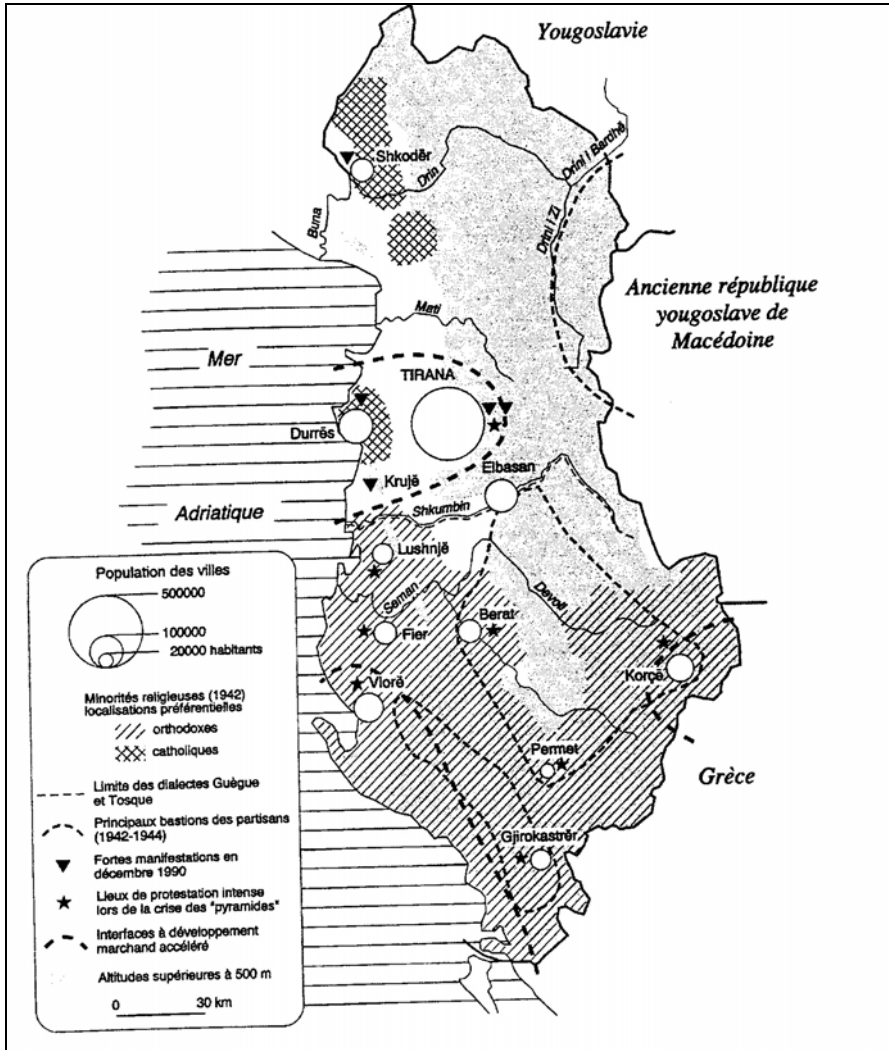 Yougoslavie
Shkodër
Drin
Drini I Bardhë
Drini I Zi
Buna
Ancienne république
yougoslave de
Macédoine
Mati
Mer
TIRANA
Durrës
Elbasan
Krujë
Shkumbin
Adriatique
Lushnjë
Seman
Devoll
Berat
Fier
Korçë
Vlorë
Permet
Grèce
Gjirokastrër
Population des villes
500000
100000
20000 habitants
Minorités religieuses (1942)
localisations préférentielles
orthodoxes
catholiques
Limite des dialectes Guègue
et Tosque
Principaux bastions des partisans
(1942-1944)
Fortes manifestations en
décembre 1990
Lieux de protestation intense
lors de la crise des "pyramides"
Interfaces à développement
marchand accéléré
Altitudes supérieures à 500 m
0 30 km